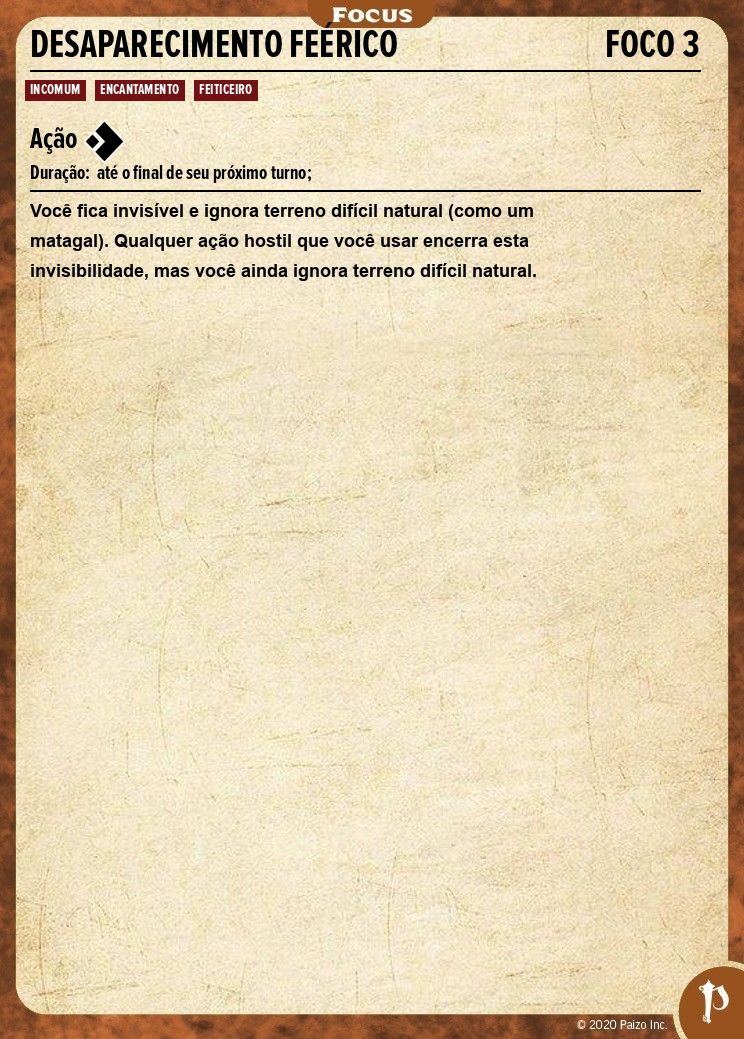 Focus
DESAPARECIMENTO FEÉRICO FOCO 3
INCOMUM ENCANTAMENTO FEITICEIRO
Ação
Duração: até o final de seu próximo turno;
Você fica invisível e ignora terreno difícil natural (como um
matagal). Qualquer ação hostil que você usar encerra esta
invisibilidade, mas você ainda ignora terreno difícil natural.
© 2020 Paizo Inc.
P